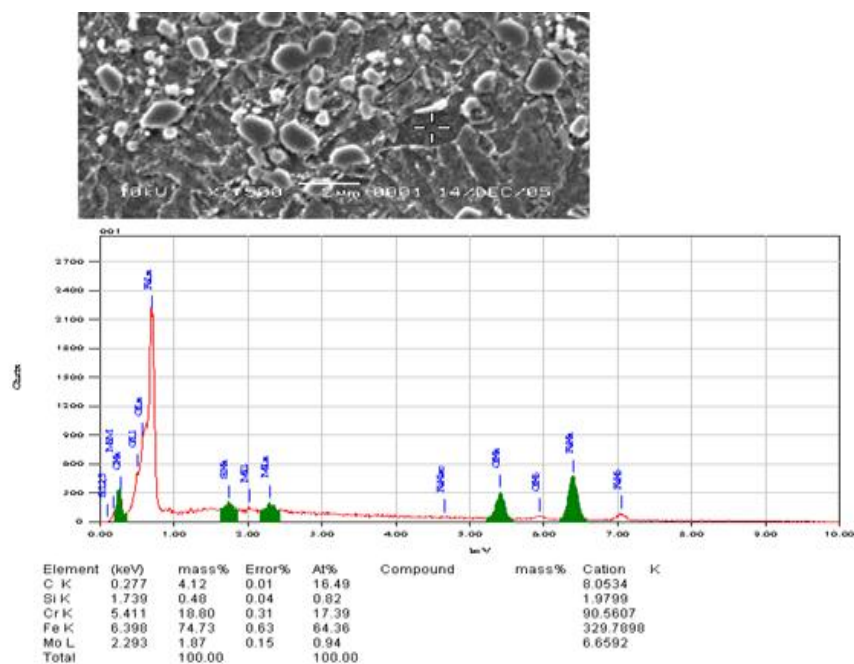 10kV X7,500 2μm 0001 14/DEC/05
001
Counts
2700
2400
2100
1800
1500
1200
900
600
300
0
0.00 1.00 2.00 3.00 4.00 5.00 6.00 7.00 8.00 9.00 10.00
keV
Element (keV) mass% Error% At% Compound mass% Cation K
C K 0.277 4.12 0.01 16.49 8.0534
Si K 1.739 0.48 0.04 0.82 1.9799
Cr K 5.411 18.80 0.31 17.39 90.5607
Fe K 6.398 74.73 0.63 64.36 329.7898
Mo L 2.293 1.87 0.15 0.94 6.6592
Total 100.00 100.00